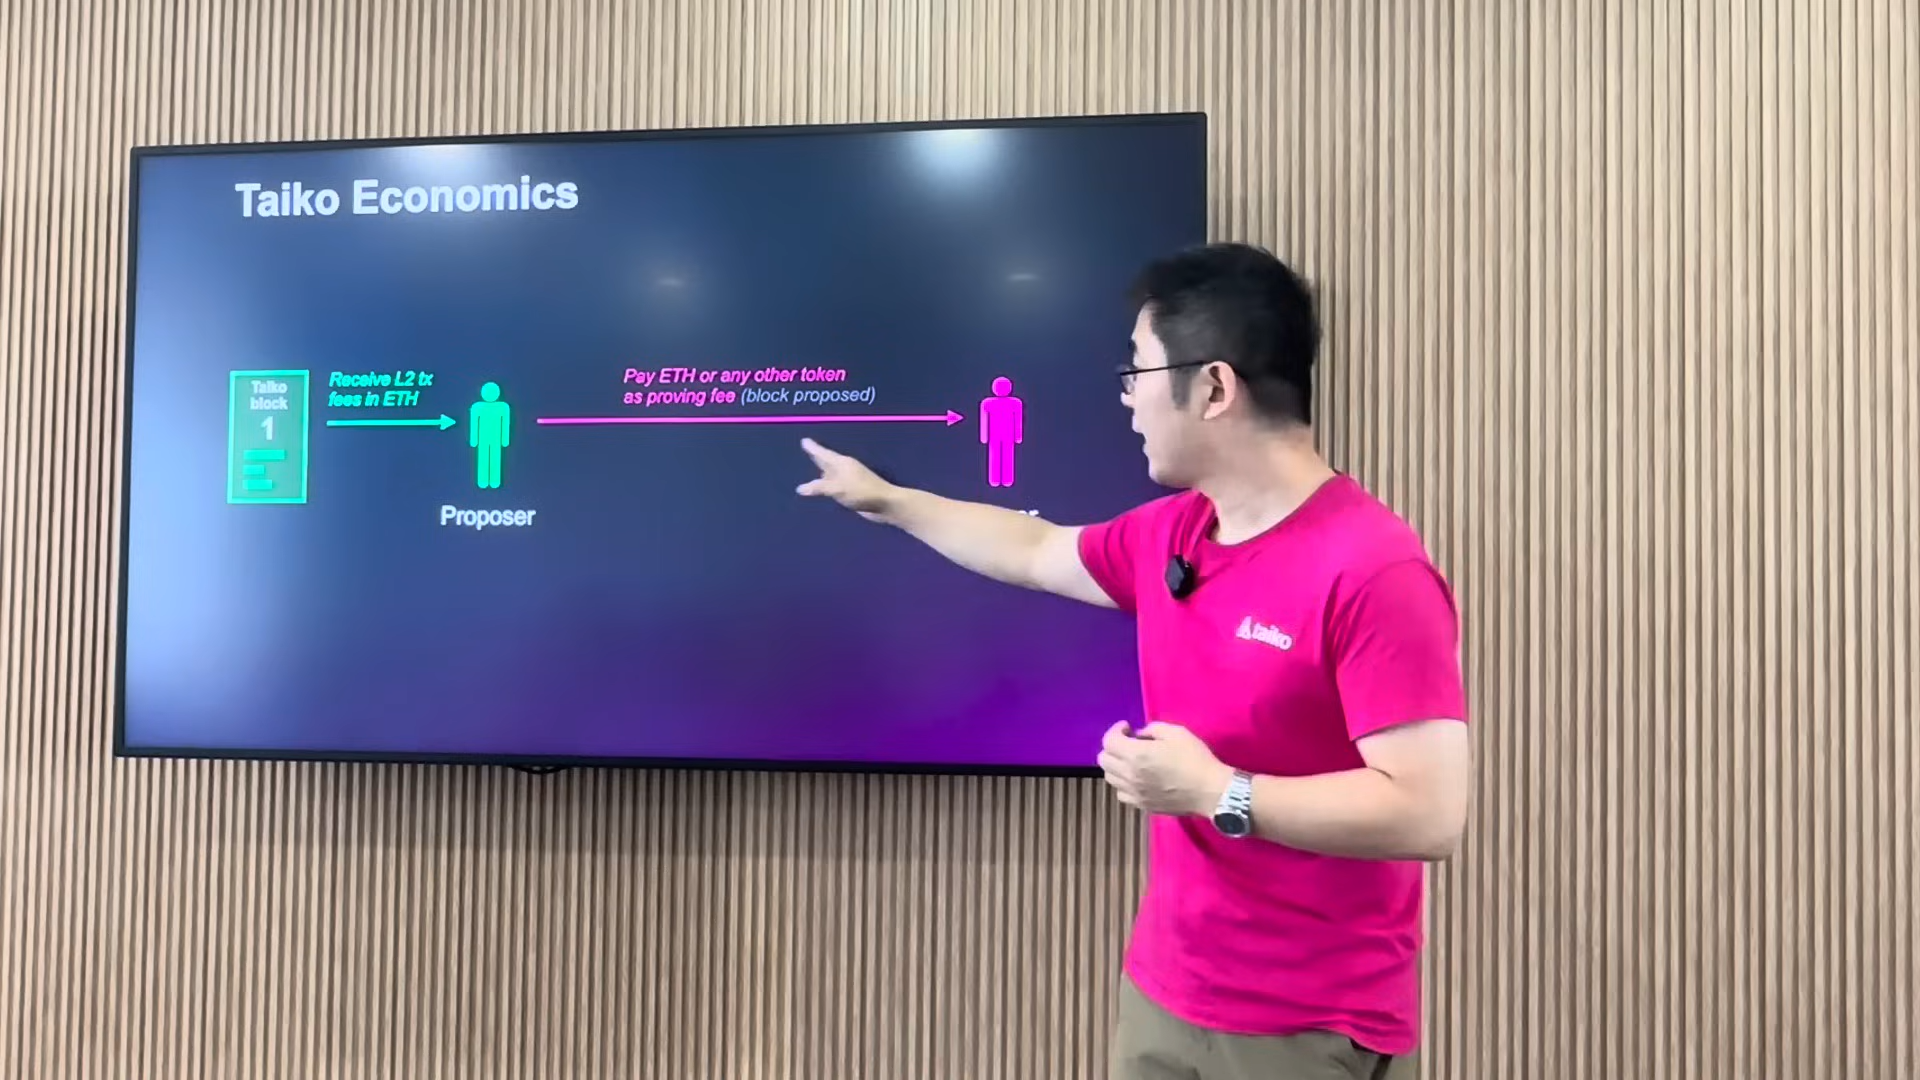 Taiko Economics
Taiko
block
1
Receive L2 tx
fees in ETH
Proposer
Pay ETH or any other token
as proving fee (block proposed)
taiko